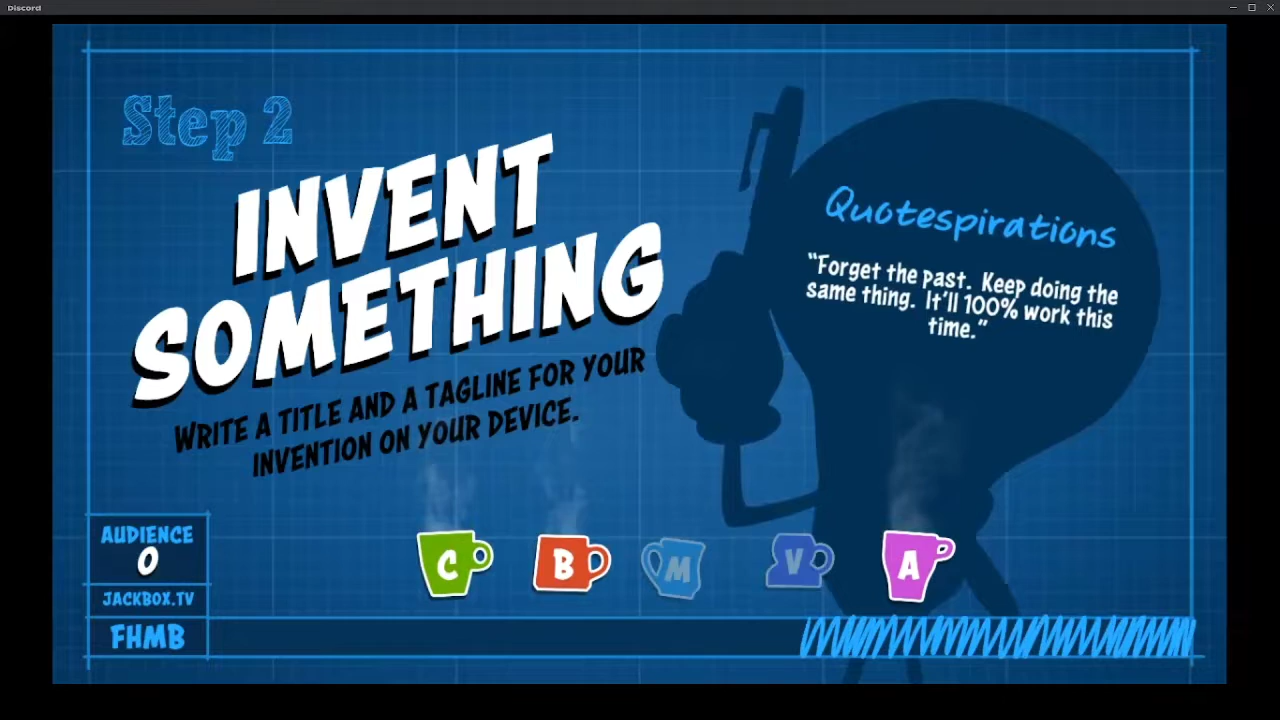 Discord
Step 2
INVENT
SOMETHING
WRITE A TITLE AND A TAGLINE FOR YOUR
INVENTION ON YOUR DEVICE.
Quotespirations
“Forget the past. Keep doing the
same thing. It'll 100% work this
time.”
C
B
M
V
A
AUDIENCE
0
JACKBOX.TV
FHMB